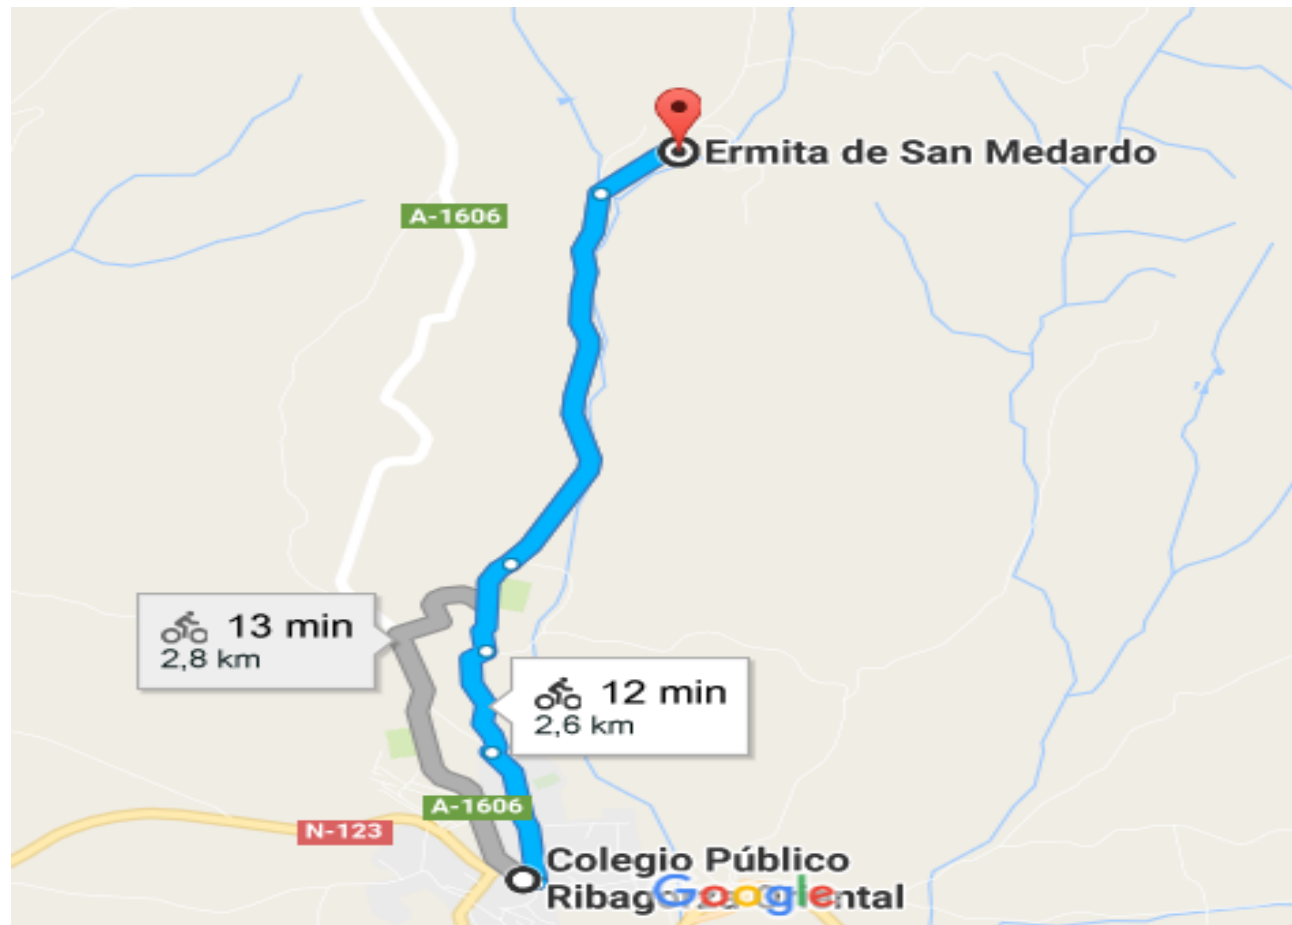 Ermita de San Medardo
A-1606
13 min
2,8 km
12 min
2,6 km
A-1606
N-123
Colegio Público
Google